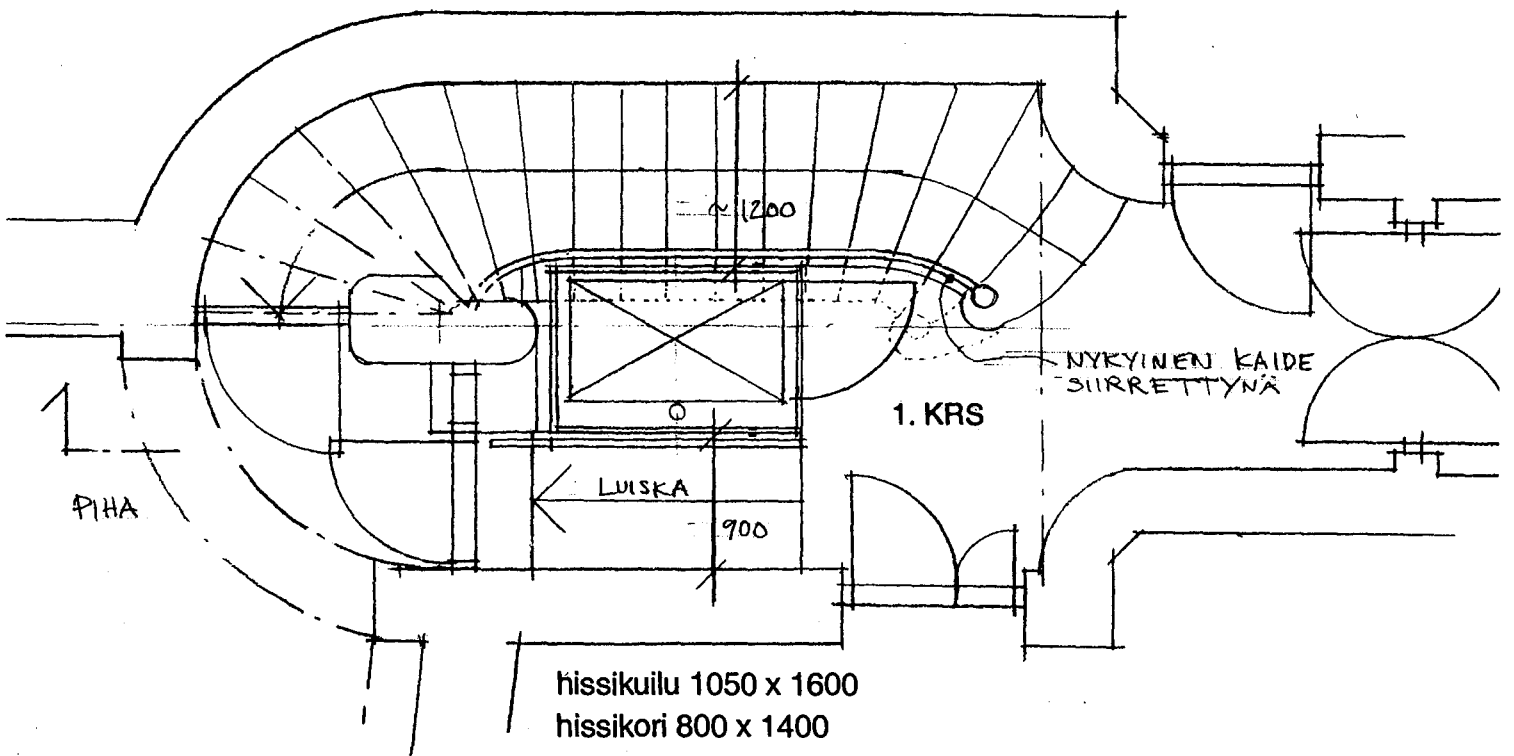 ~1200
NYKYINEN KAIDE
SIIRRETTYNÄ
1. KRS
LUISKA
PIHA
900
hissikuilu 1050 x 1600
hissikori 800 x 1400